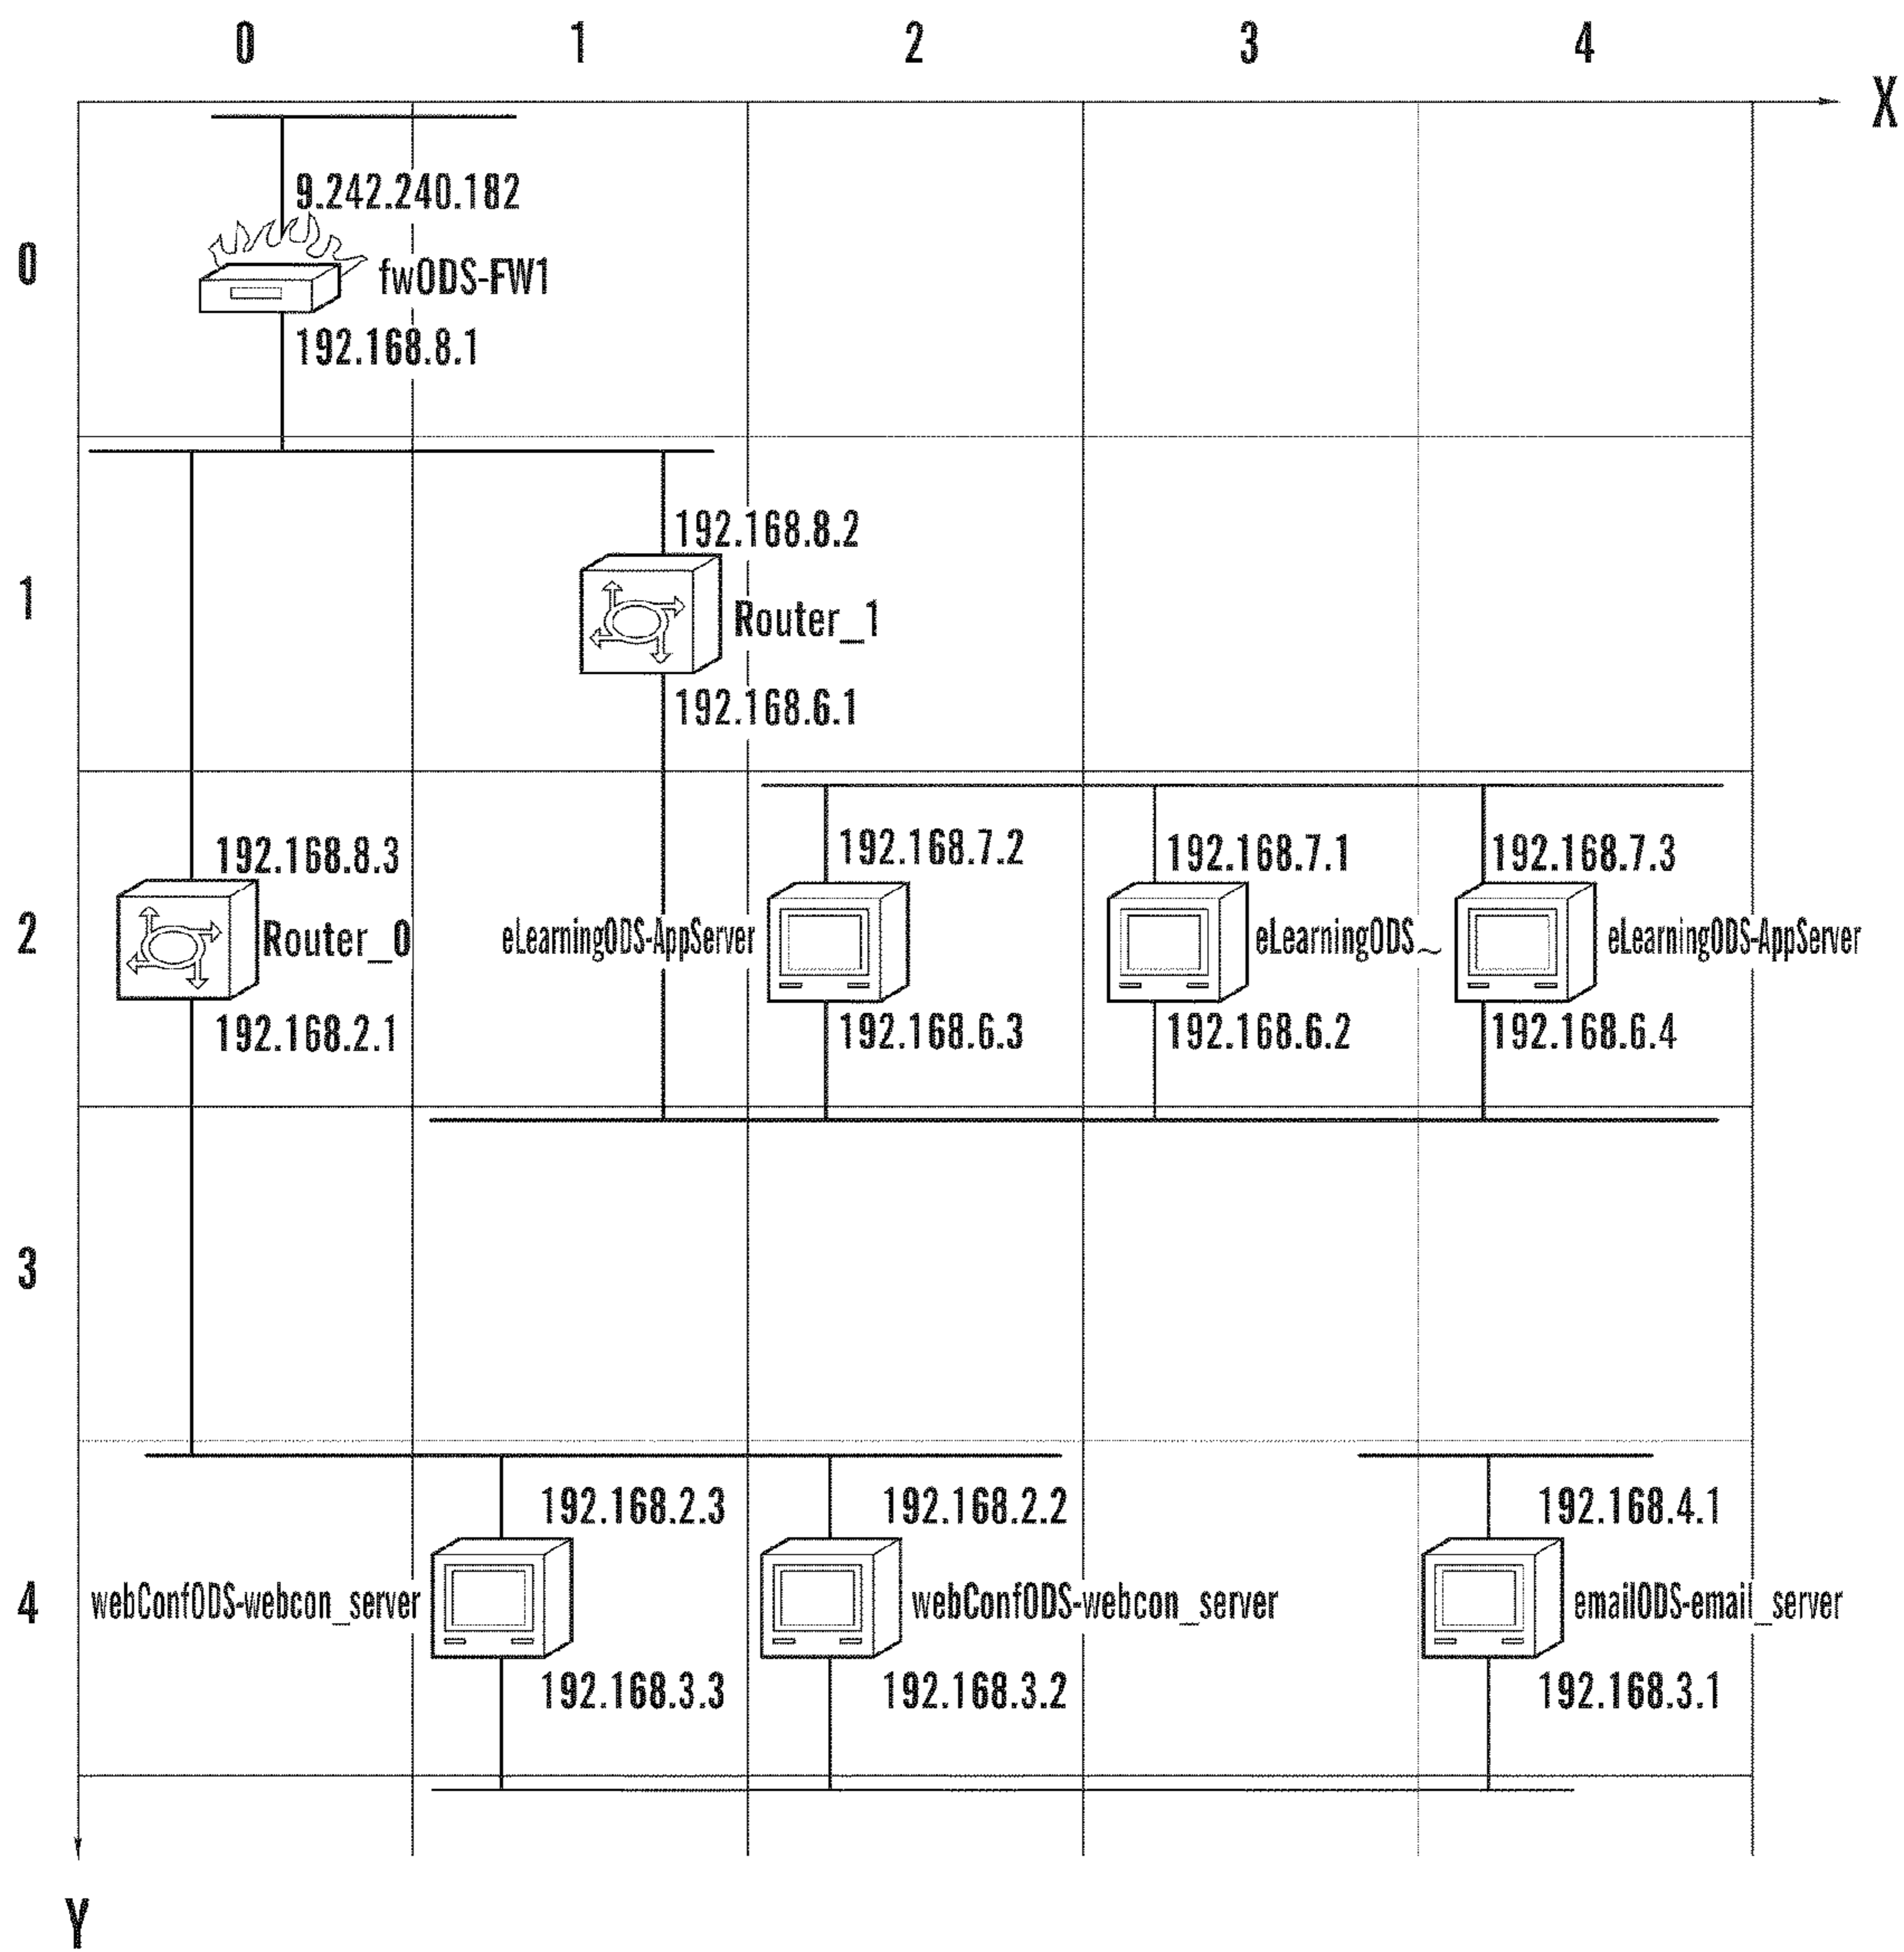 0 1 2 3 4
X
9.242.240.182
0
fwODS-FW1
192.168.8.1
192.168.8.2
1
Router_1
192.168.6.1
192.168.8.3 192.168.7.2 192.168.7.1 192.168.7.3
2 Router_0 eLearningODS-AppServer eLearningODS~ eLearningODS-AppServer
192.168.2.1 192.168.6.3 192.168.6.2 192.168.6.4
3
192.168.2.3 192.168.2.2 192.168.4.1
4 webConfODS-webcon_server webConfODS-webcon_server emailODS-email_server
192.168.3.3 192.168.3.2 192.168.3.1
Y